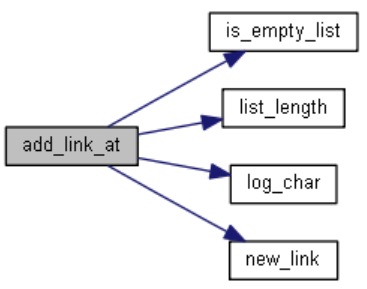 is_empty_list
list_length
add_link_at
log_char
new_link